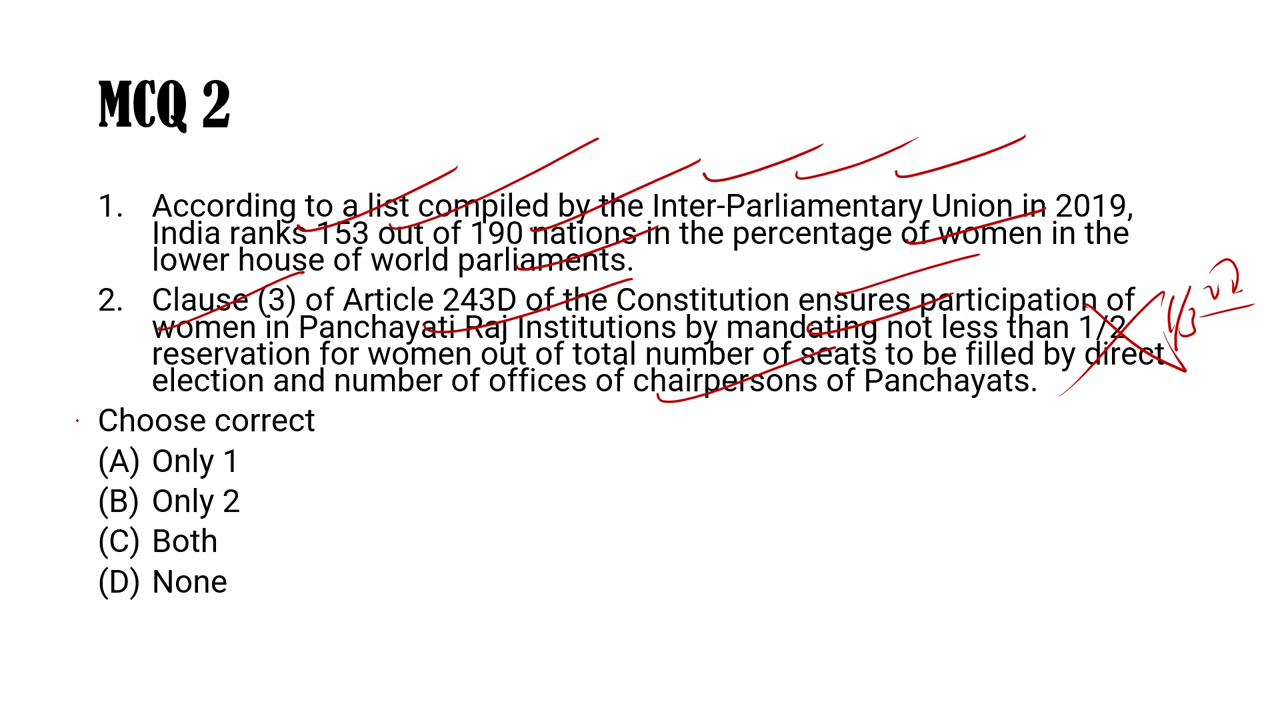 MCQ 2
1. According to a list compiled by the Inter-Parliamentary Union in 2019,
India ranks 153 out of 190 nations in the percentage of women in the
lower house of world parliaments.
2. Clause (3) of Article 243D of the Constitution ensures participation of
women in Panchayati Raj Institutions by mandating not less than 1/2
reservation for women out of total number of seats to be filled by direct
election and number of offices of chairpersons of Panchayats.
1/3rd
Choose correct
(A) Only 1
(B) Only 2
(C) Both
(D) None